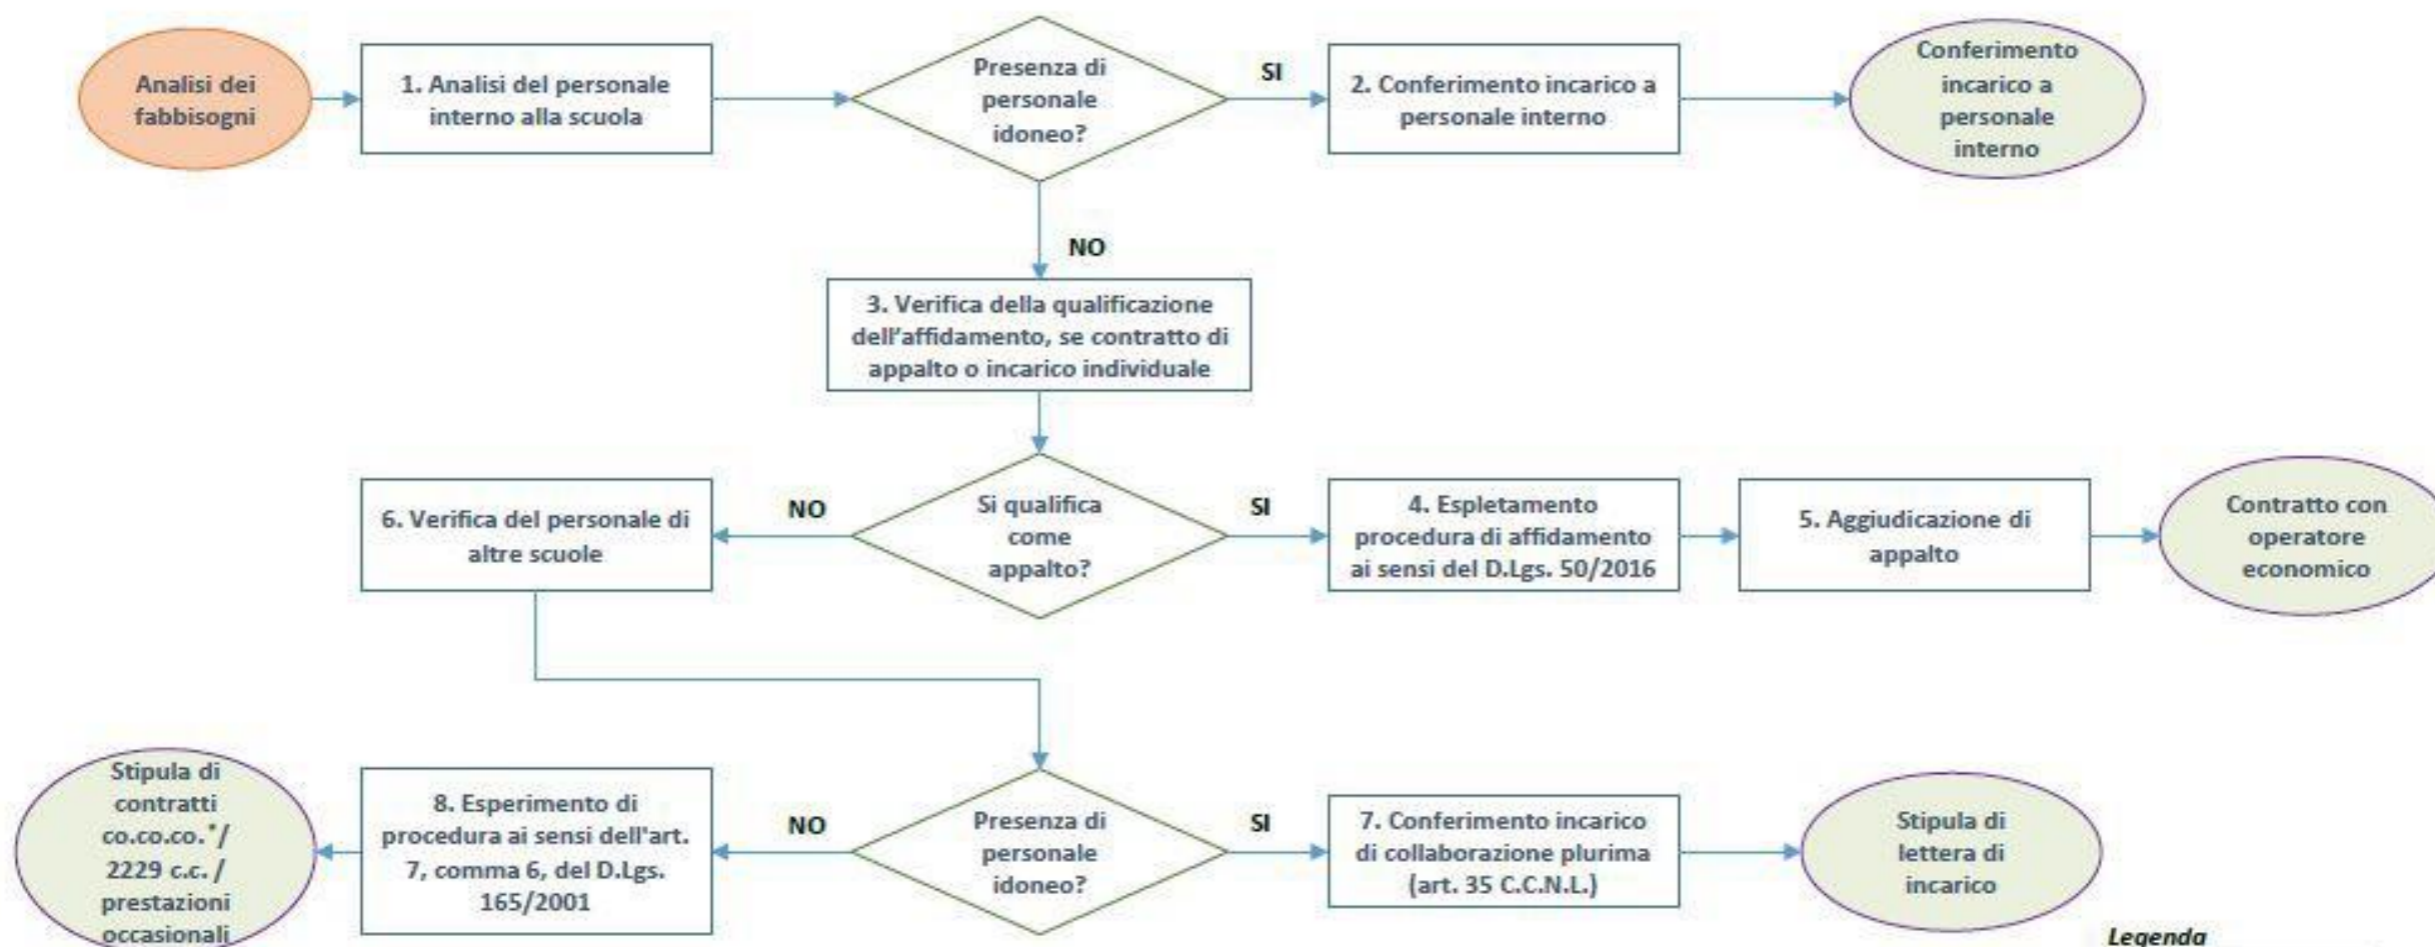 Analisi dei
fabbisogni
1. Analisi del personale
interno alla scuola
Presenza di
personale
idoneo?
SI
2. Conferimento incarico a
personale interno
Conferimento
incarico a
personale
interno
NO
3. Verifica della qualificazione
dell'affidamento, se contratto di
appalto o incarico individuale
6. Verifica del personale di
altre scuole
NO
Si qualifica
come
appalto?
SI
4. Espletamento
procedura di affidamento
ai sensi del D.Lgs. 50/2016
5. Aggiudicazione di
appalto
Contratto con
operatore
economico
Stipula di
contratti
co.co.co.*/
2229 c.c. /
prestazioni
occasionali
8. Esperimento di
procedura ai sensi dell'art.
7, comma 6, del D.Lgs.
165/2001
NO
Presenza di
personale
idoneo?
SI
7. Conferimento incarico
di collaborazione plurima
(art. 35 C.C.N.L.)
Stipula di
lettera di
incarico
Legenda